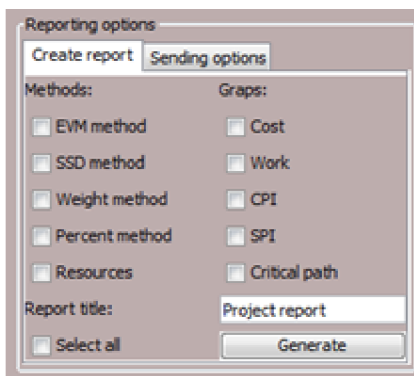 Reporting options
Create report Sending options
Methods: Graps:
EVM method Cost
SSD method Work
Weight method CPI
Percent method SPI
Resources Critical path
Report title: Project report
Select all Generate